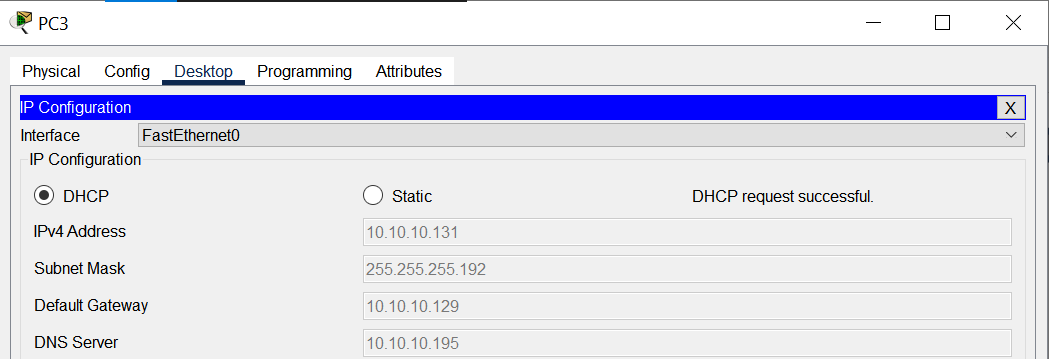 PC3
Physical Config Desktop Programming Attributes
IP Configuration X
Interface FastEthernet0
IP Configuration
DHCP Static DHCP request successful.
IPv4 Address 10.10.10.131
Subnet Mask 255.255.255.192
Default Gateway 10.10.10.129
DNS Server 10.10.10.195